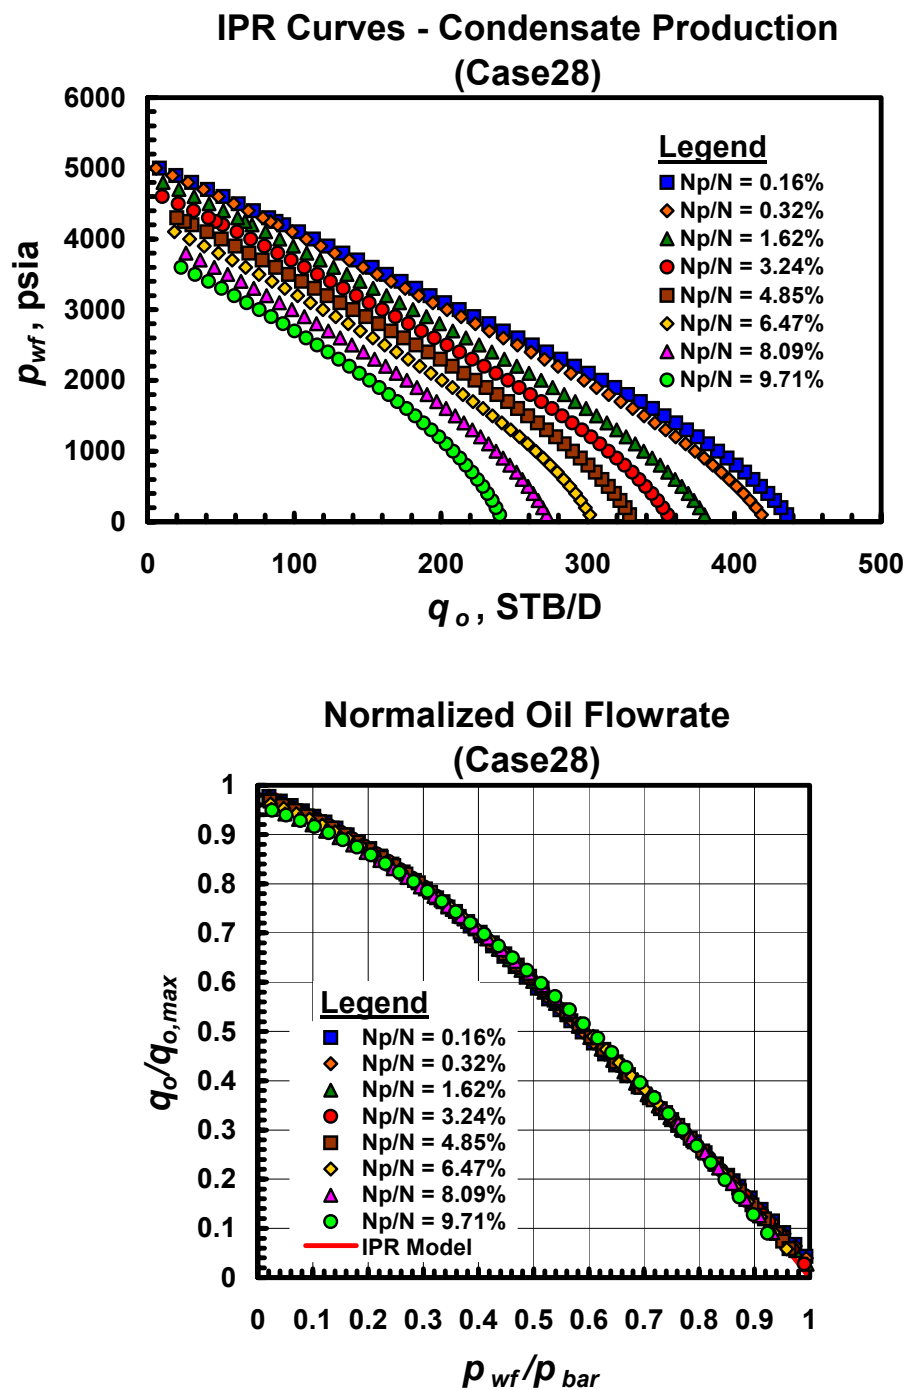 IPR Curves - Condensate Production
(Case28)
6000
5000
4000
3000
2000
1000
0
p wf , psia
Legend
Np/N = 0.16%
Np/N = 0.32%
Np/N = 1.62%
Np/N = 3.24%
Np/N = 4.85%
Np/N = 6.47%
Np/N = 8.09%
Np/N = 9.71%
0 100 200 300 400 500
q o , STB/D
Normalized Oil Flowrate
(Case28)
1
0.9
0.8
0.7
0.6
0.5
0.4
0.3
0.2
0.1
0
q o /q o,max
Legend
Np/N = 0.16%
Np/N = 0.32%
Np/N = 1.62%
Np/N = 3.24%
Np/N = 4.85%
Np/N = 6.47%
Np/N = 8.09%
Np/N = 9.71%
IPR Model
0 0.1 0.2 0.3 0.4 0.5 0.6 0.7 0.8 0.9 1
p wf /p bar